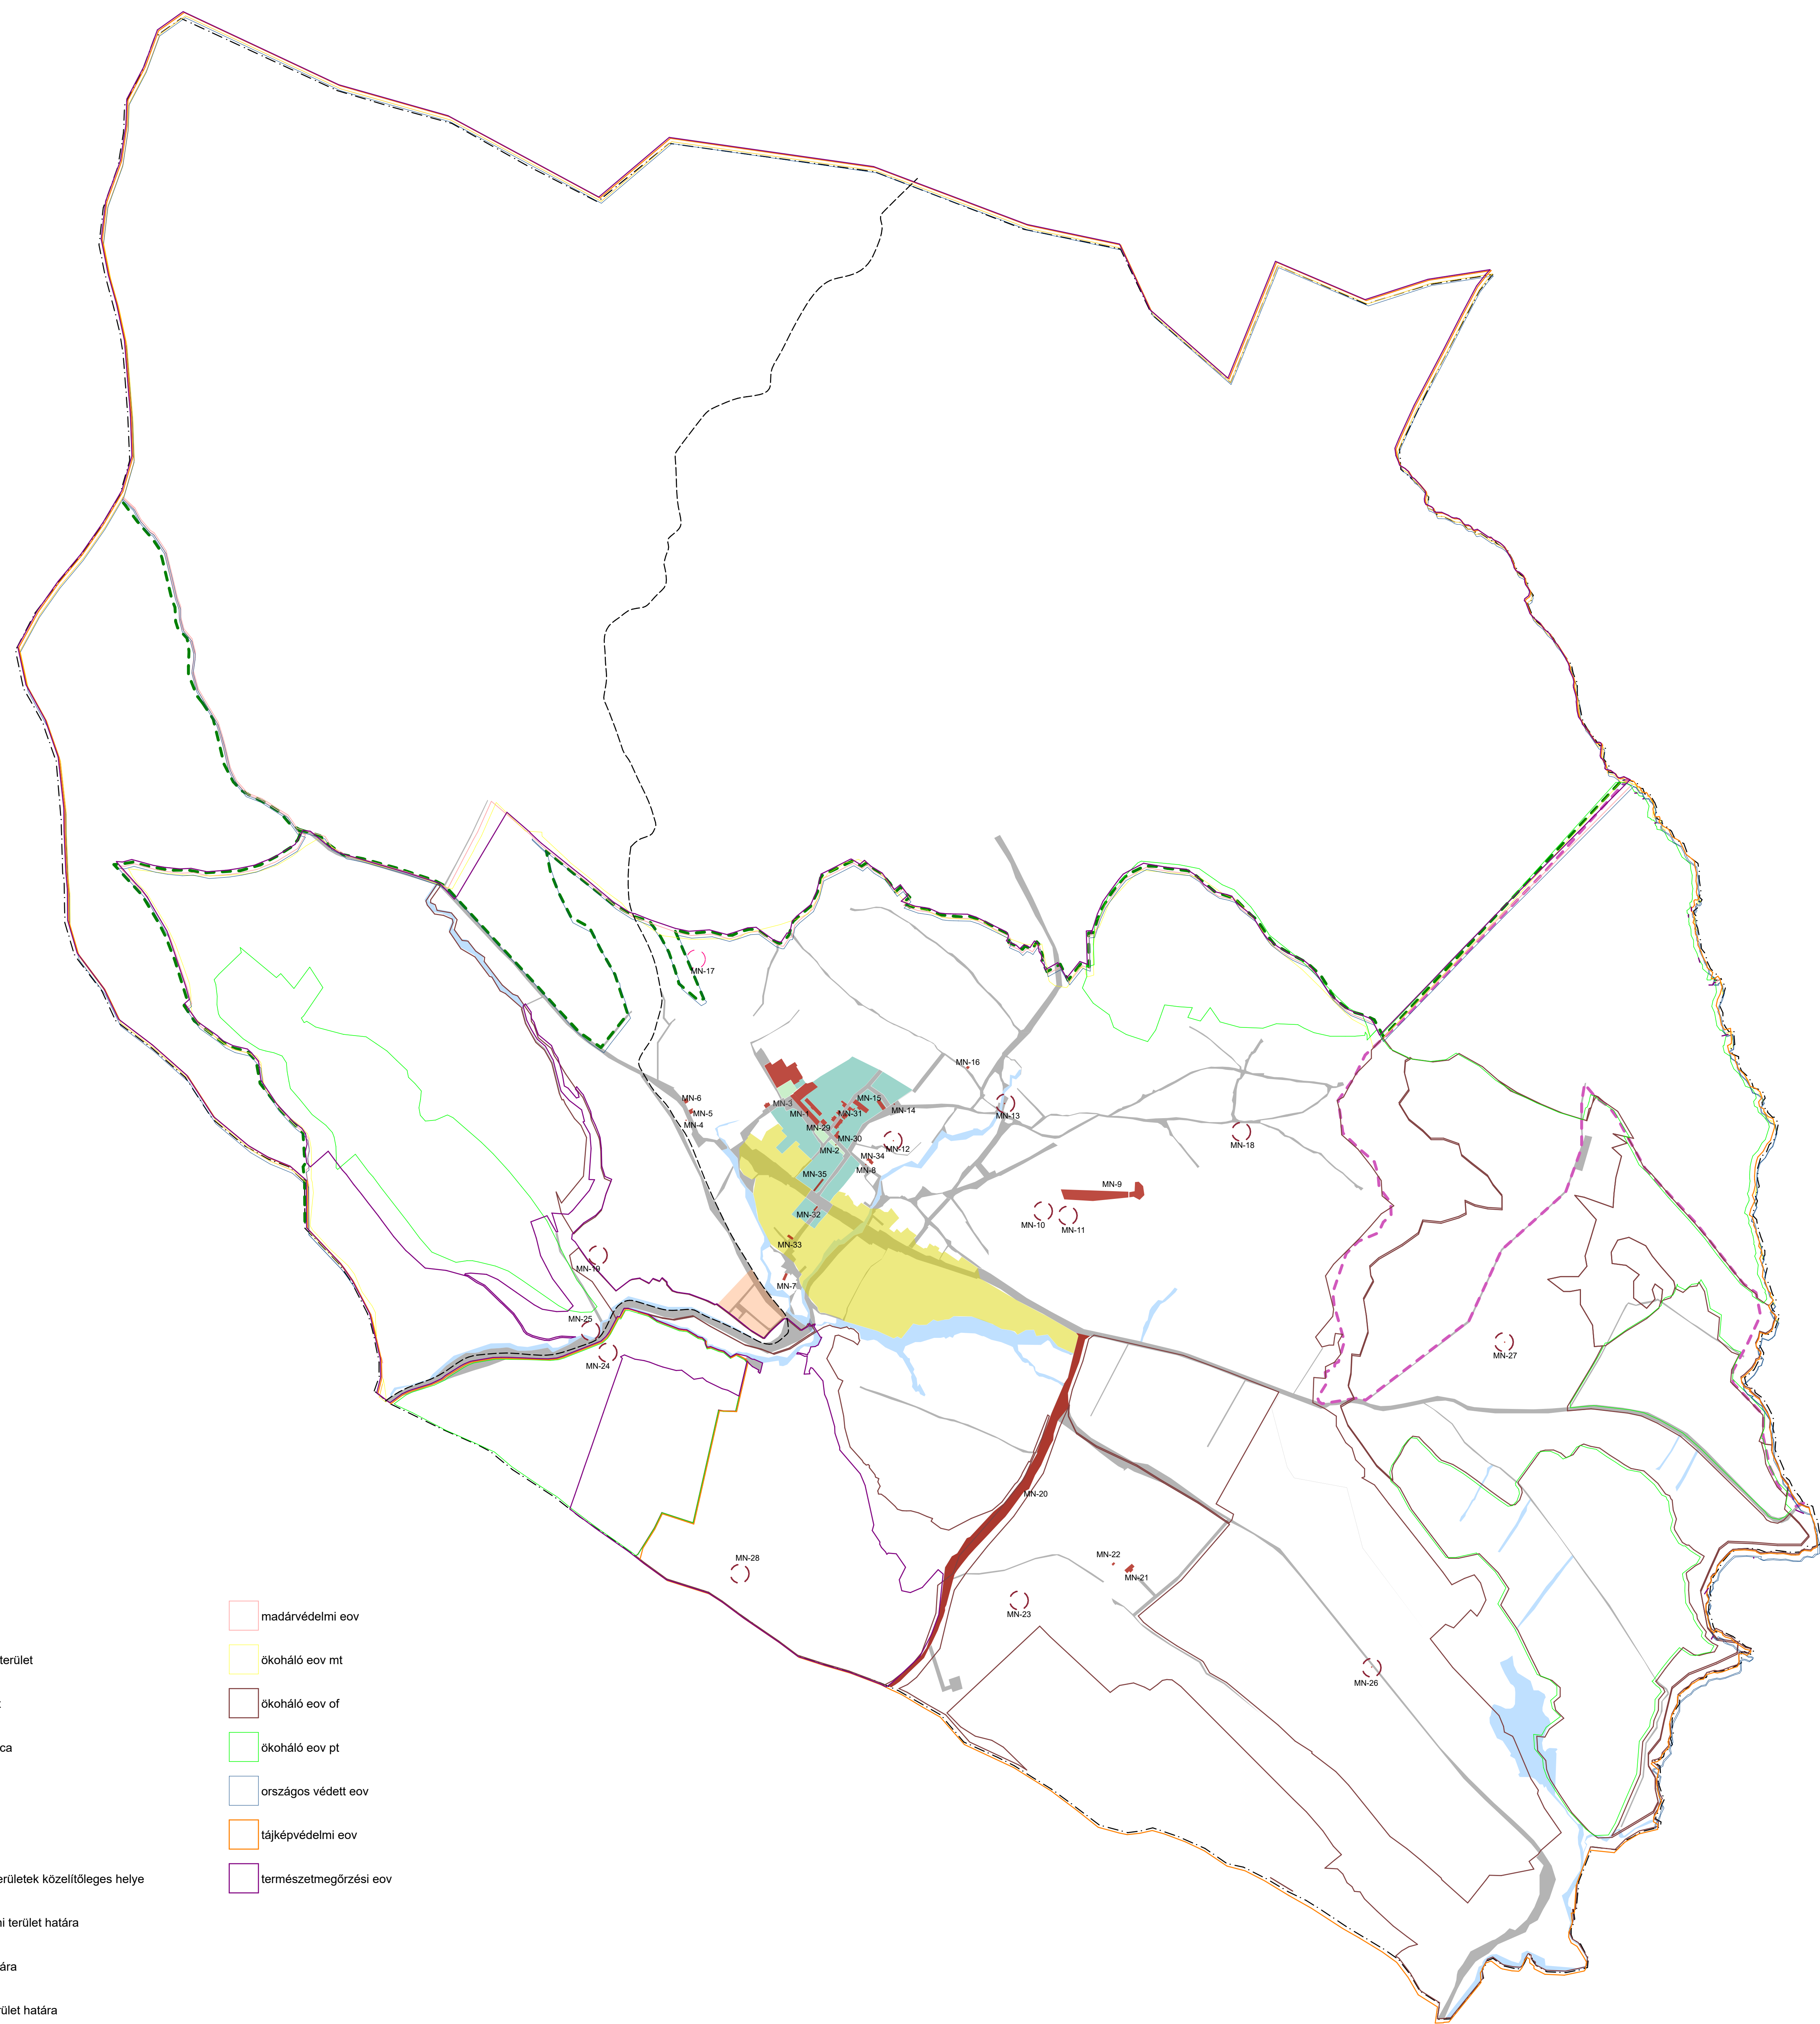 MN-17
MN-16
MN-6
MN-5
MN-4
MN-3
MN-1
MN-15
MN-31
MN-14
MN-13
MN-29
MN-30
MN-2
MN-12
MN-34
MN-8
MN-18
MN-35
MN-9
MN-32
MN-10
MN-11
MN-33
MN-19
MN-7
MN-25
MN-24
MN-27
MN-20
MN-28
MN-22
MN-21
MN-23
MN-26
madárvédelmi eov
terület
ökoháló eov mt
t
ökoháló eov of
ca
ökoháló eov pt
országos védett eov
tájképvédelmi eov
erületek közelítőleges helye
természetmegőrzési eov
mi terület határa
ára
rület határa